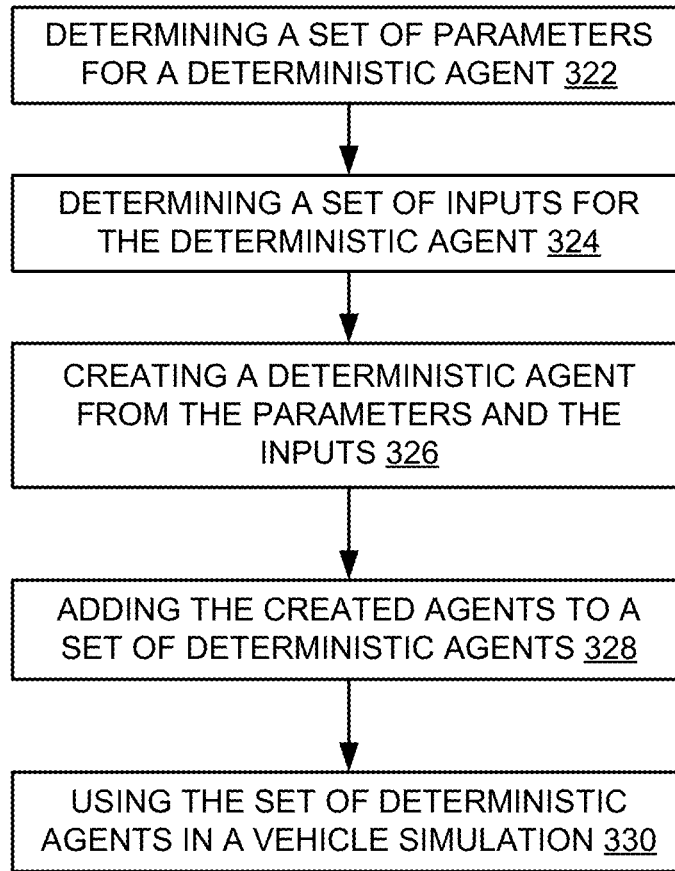 DETERMINING A SET OF PARAMETERS
FOR A DETERMINISTIC AGENT 322
DETERMINING A SET OF INPUTS FOR
THE DETERMINISTIC AGENT 324
CREATING A DETERMINISTIC AGENT
FROM THE PARAMETERS AND THE
INPUTS 326
ADDING THE CREATED AGENTS TO A
SET OF DETERMINISTIC AGENTS 328
USING THE SET OF DETERMINISTIC
AGENTS IN A VEHICLE SIMULATION 330